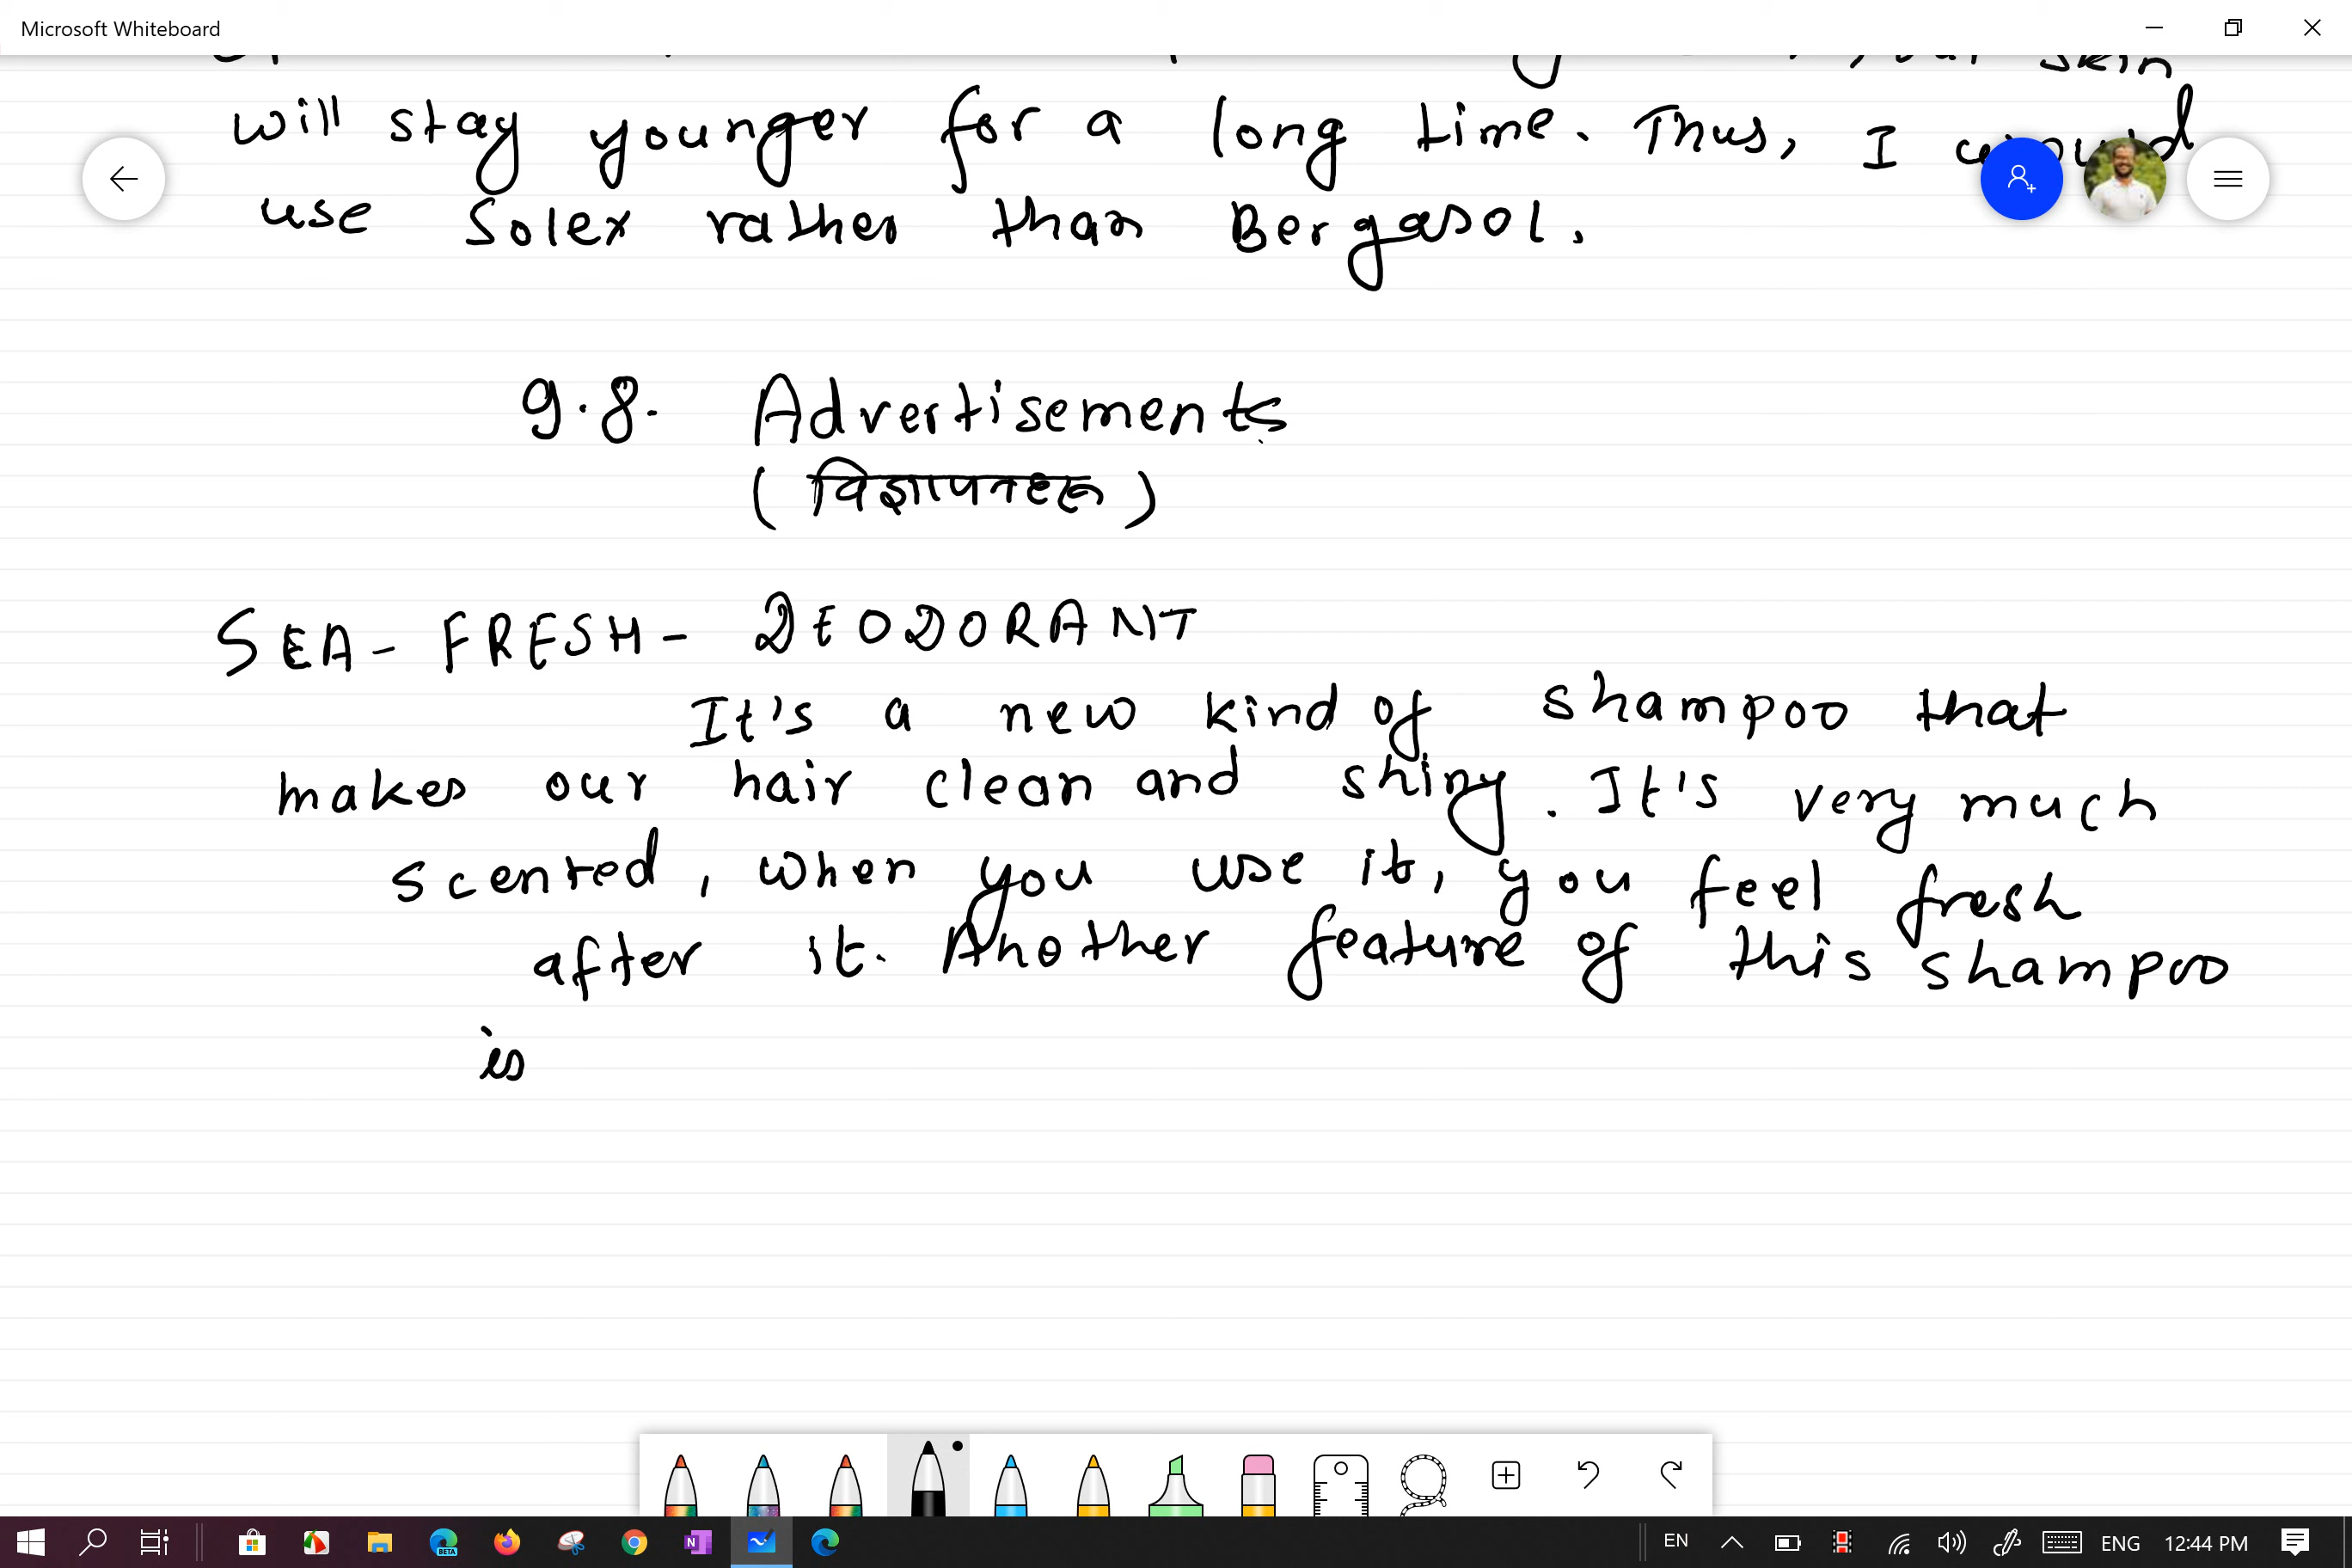 Microsoft Whiteboard
skin
will stay younger for a long time. Thus, I would
use Solex rather than Bergasol.
9.8. Advertisements
(विज्ञापनहरू)
SEA-FRESH-DEODORANT
It's a new kind of shampoo that
makes our hair clean and shiny. It's very much
scented, when you use it, you feel fresh
after it. Another feature of this shampoo
is
BETA
N
EN
ENG
12:44 PM